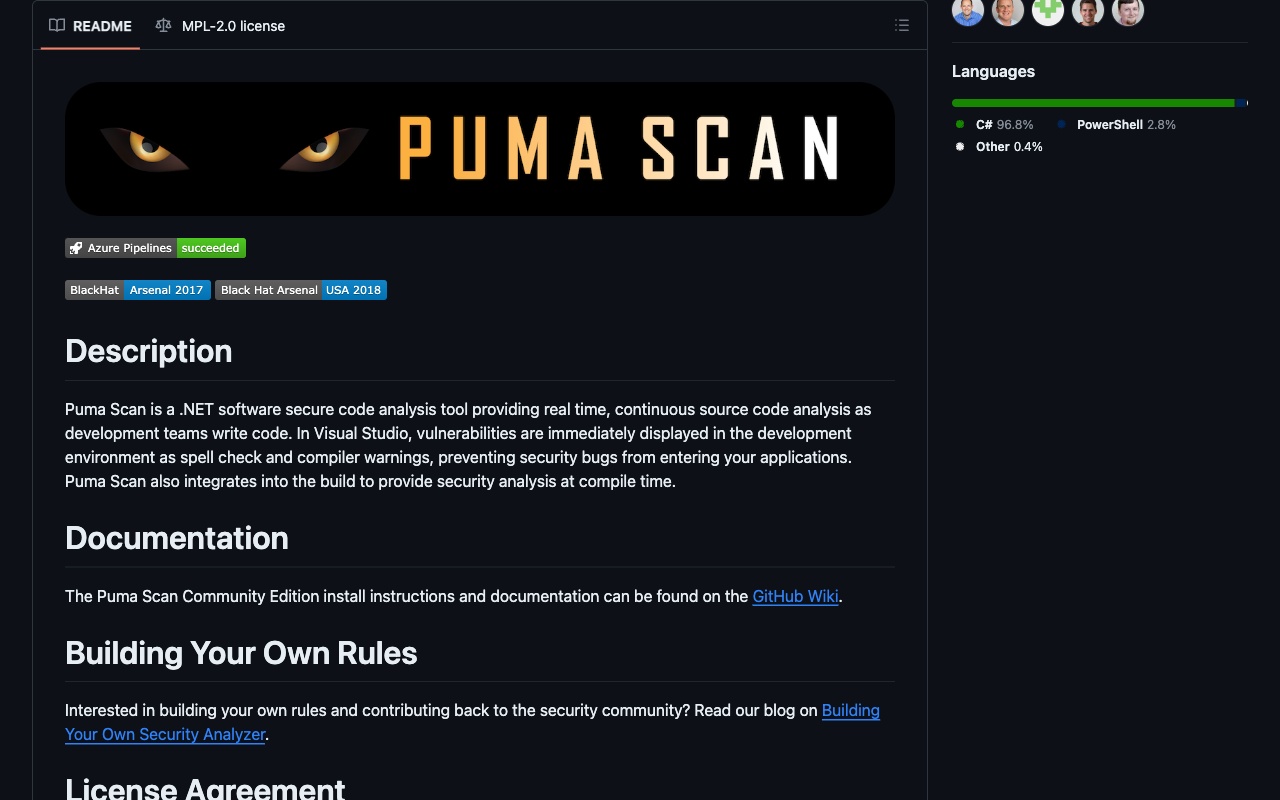 README
MPL-2.0 license
PUMA SCAN
Azure Pipelines succeeded
BlackHat Arsenal 2017 Black Hat Arsenal USA 2018
Description
Puma Scan is a .NET software secure code analysis tool providing real time, continuous source code analysis as
development teams write code. In Visual Studio, vulnerabilities are immediately displayed in the development
environment as spell check and compiler warnings, preventing security bugs from entering your applications.
Puma Scan also integrates into the build to provide security analysis at compile time.
Documentation
The Puma Scan Community Edition install instructions and documentation can be found on the GitHub Wiki.
Building Your Own Rules
Interested in building your own rules and contributing back to the security community? Read our blog on Building
Your Own Security Analyzer.
License Agreement
Languages
C# 96.8% PowerShell 2.8%
Other 0.4%